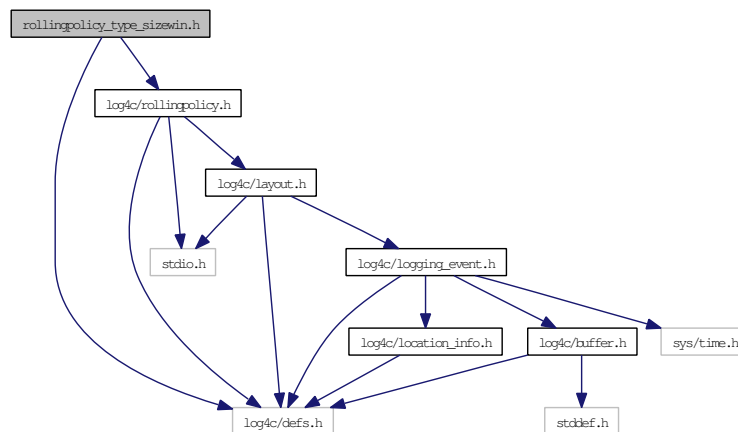 rollingpolicy_type_sizewin.h
log4c/rollingpolicy.h
log4c/layout.h
stdio.h
log4c/logging_event.h
log4c/location_info.h
log4c/buffer.h
sys/time.h
log4c/defs.h
stddef.h